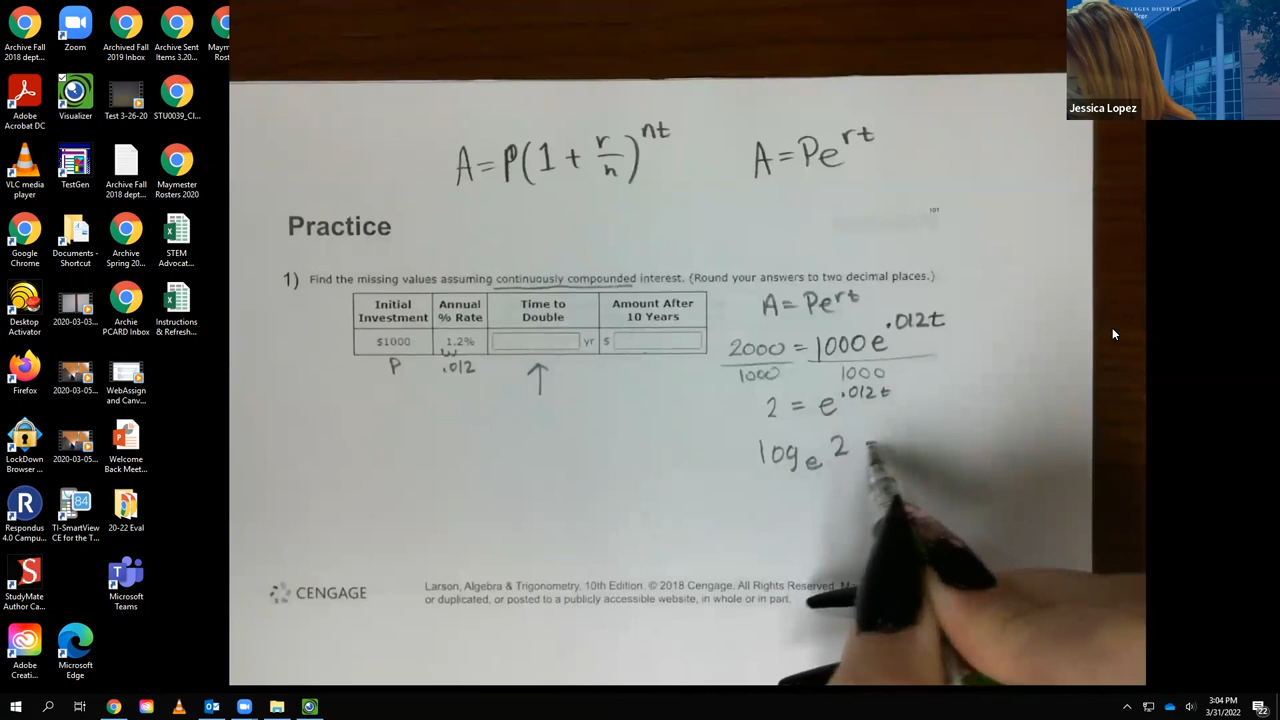 Archive Fall 2018 dept...
Zoom
Archived Fall 2019 Inbox
Archive Sent Items 3.20...
Mayme Roster
Adobe Acrobat DC
Visualizer
Test 3-26-20
STU0039_Cl...
VLC media player
TestGen
Archive Fall 2018 dept...
Maymester Rosters 2020
Google Chrome
Documents - Shortcut
Archive Spring 20...
STEM Advocat...
Desktop Activator
2020-03-03...
Archie PCARD Inbox
Instructions & Refresh...
Firefox
2020-03-05...
WebAssign and Canv...
LockDown Browser ...
2020-03-05...
Welcome Back Meet...
Respondus 4.0 Campu...
TI-SmartView CE for the T...
20-22 Eval
StudyMate Author Ca...
Microsoft Teams
Adobe Creati...
Microsoft Edge
COLLEGES DISTRICT
Jessica Lopez
A = P(1 + r/n)^nt
A = Pe^rt
101
Practice
1) Find the missing values assuming continuously compounded interest. (Round your answers to two decimal places.)
Initial Investment Annual % Rate Time to Double Amount After 10 Years
$1000 1.2% yr $
P .012
A = Pe^rt
2000 = 1000e^.012t
1000 1000
2 = e^.012t
log_e 2 =
CENGAGE
Larson, Algebra & Trigonometry, 10th Edition. © 2018 Cengage. All Rights Reserved.
or duplicated, or posted to a publicly accessible website, in whole or in part.
3:04 PM
3/31/2022
22